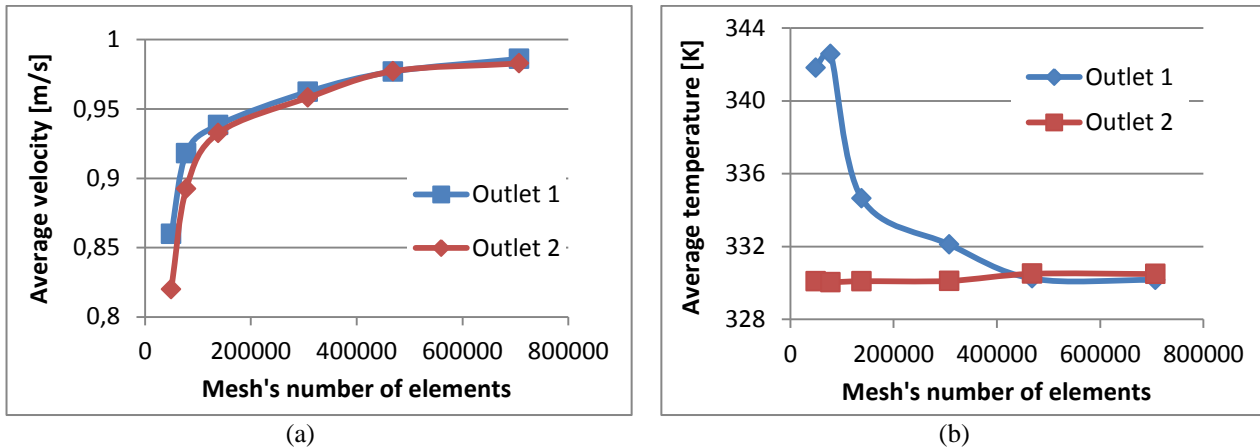 Average velocity [m/s]
1
0,95
0,9
0,85
0,8
0 200000 400000 600000 800000
Mesh's number of elements
Outlet 1
Outlet 2
(a)
Average temperature [K]
344
340
336
332
328
0 200000 400000 600000 800000
Mesh's number of elements
Outlet 1
Outlet 2
(b)